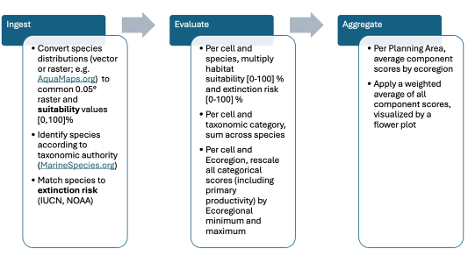 Ingest
• Convert species
distributions (vector
or raster; e.g.
AquaMaps.org) to
common 0.05°
raster and
suitability values
[0,100]%
• Identify species
according to
taxonomic authority
(MarineSpecies.org)
• Match species to
extinction risk
(IUCN, NOAA)
Evaluate
• Per cell and
species, multiply
habitat
suitability [0-100] %
and extinction risk
[0-100] %
• Per cell and
taxonomic category,
sum across species
• Per cell and
Ecoregion, rescale
all categorical
scores (including
primary
productivity) by
Ecoregional
minimum and
maximum
Aggregate
• Per Planning Area,
average component
scores by ecoregion
• Apply a weighted
average of all
component scores,
visualized by a
flower plot